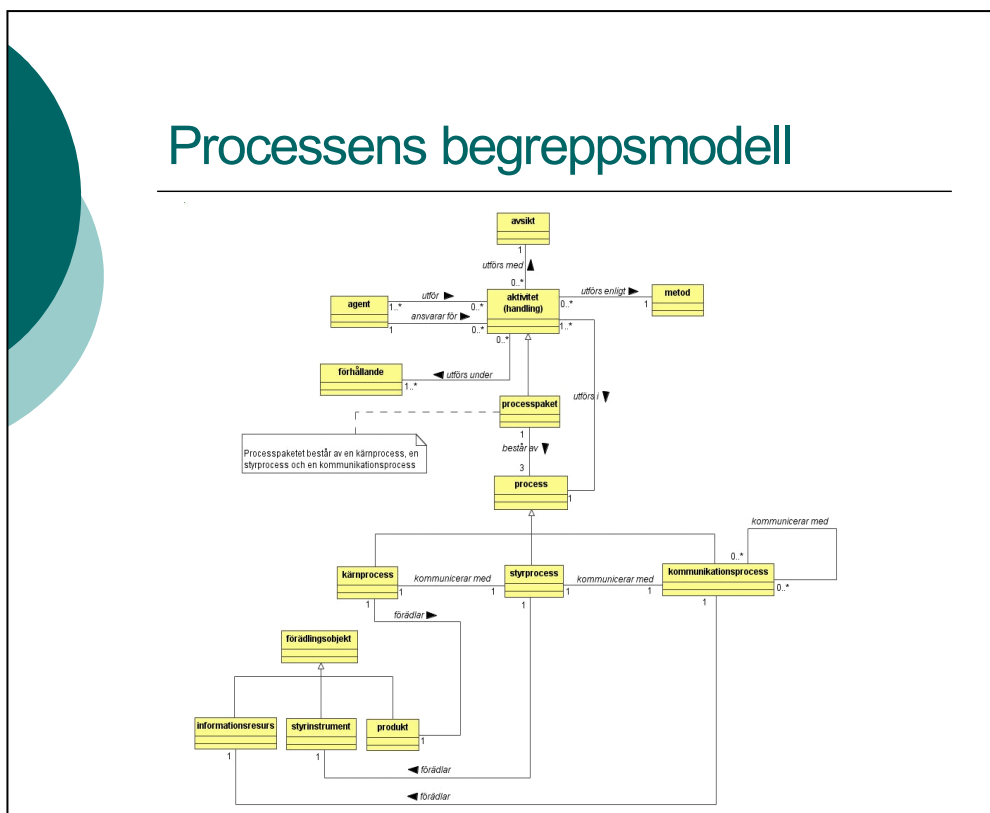 Processens begreppsmodell
avsikt
1
utförs med
0..*
agent
1..*
utför
0..*
aktivitet
(handling)
0..*
utförs enligt
1
metod
1
ansvarar för
0..*
1..*
0..*
förhållande
1..*
utförs under
utförs i
processpaket
1
består av
3
Processpaketet består av en kärnprocess, en
styrprocess och en kommunikationsprocess
process
1
kommunicerar med
0..*
0..*
kärnprocess
kommunicerar med
1
1
styrprocess
kommunicerar med
1
1
kommunikationsprocess
1
1
1
förädlar
förädlingsobjekt
informationsresurs
styrinstrument
produkt
1
1
1
förädlar
förädlar